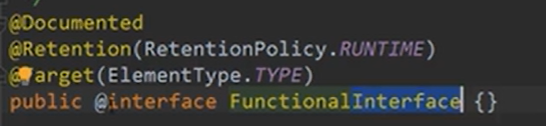 */
@Documented
@Retention(RetentionPolicy.RUNTIME)
@Target(ElementType.TYPE)
public @interface FunctionalInterface {}